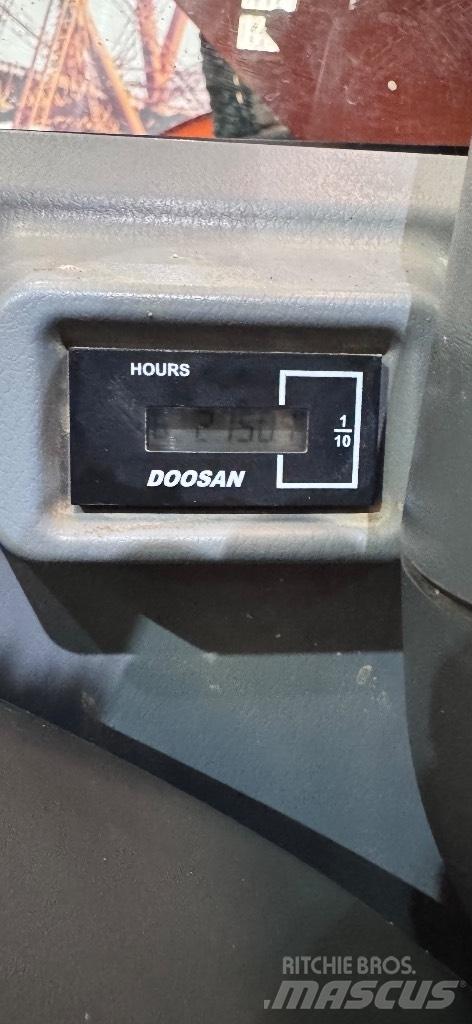 HOURS
1
10
DOOSAN
RITCHIE BROS.
MASCUS